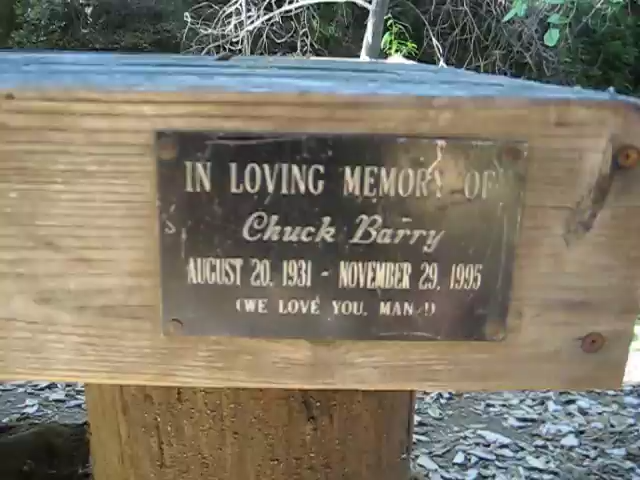 IN LOVING MEMORY OF
Chuck Barry
AUGUST 20, 1931 - NOVEMBER 29, 1995
(WE LOVE YOU, MAN!)